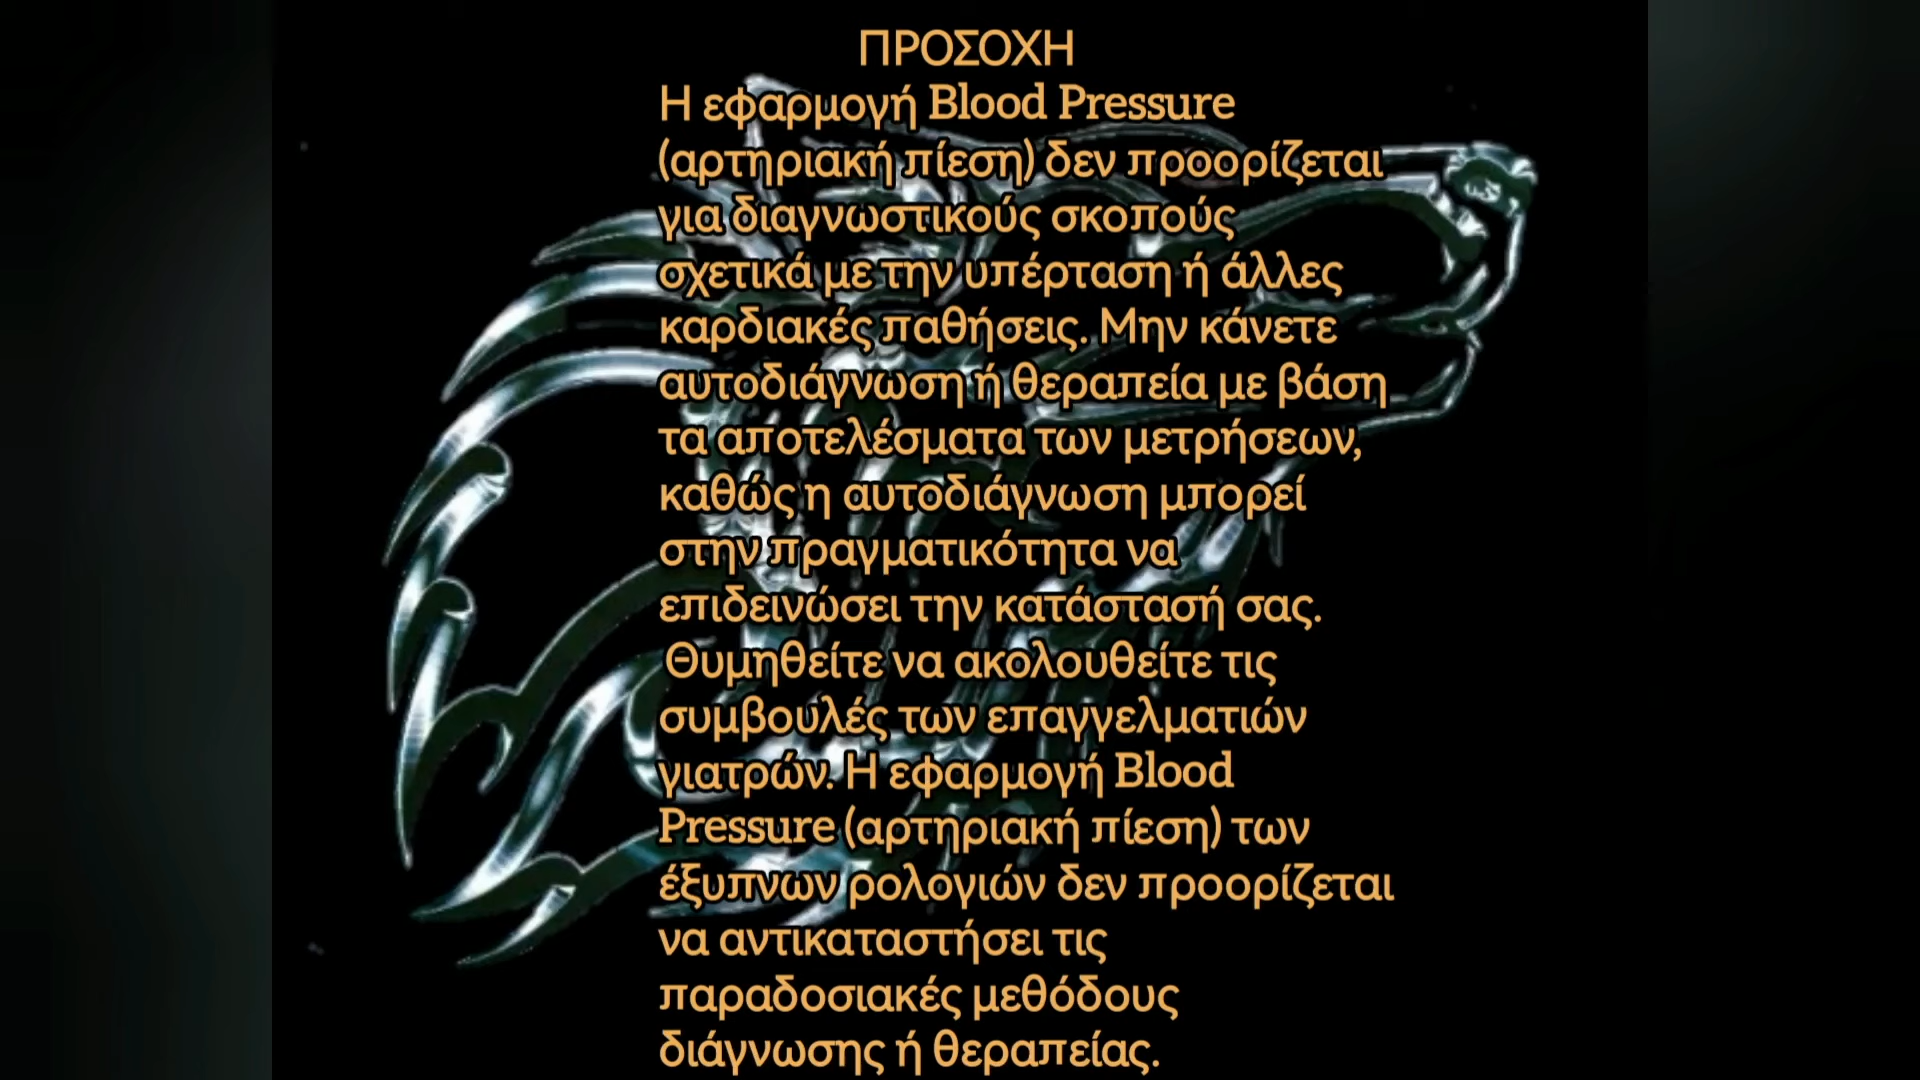 ΠΡΟΣΟΧΗ
Η εφαρμογή Blood Pressure
(αρτηριακή πίεση) δεν προορίζεται
για διαγνωστικούς σκοπούς
σχετικά με την υπέρταση ή άλλες
καρδιακές παθήσεις. Μην κάνετε
αυτοδιάγνωση ή θεραπεία με βάση
τα αποτελέσματα των μετρήσεων,
καθώς η αυτοδιάγνωση μπορεί
στην πραγματικότητα να
επιδεινώσει την κατάστασή σας.
Θυμηθείτε να ακολουθείτε τις
συμβουλές των επαγγελματιών
γιατρών. Η εφαρμογή Blood
Pressure (αρτηριακή πίεση) των
έξυπνων ρολογιών δεν προορίζεται
να αντικαταστήσει τις
παραδοσιακές μεθόδους
διάγνωσης ή θεραπείας.